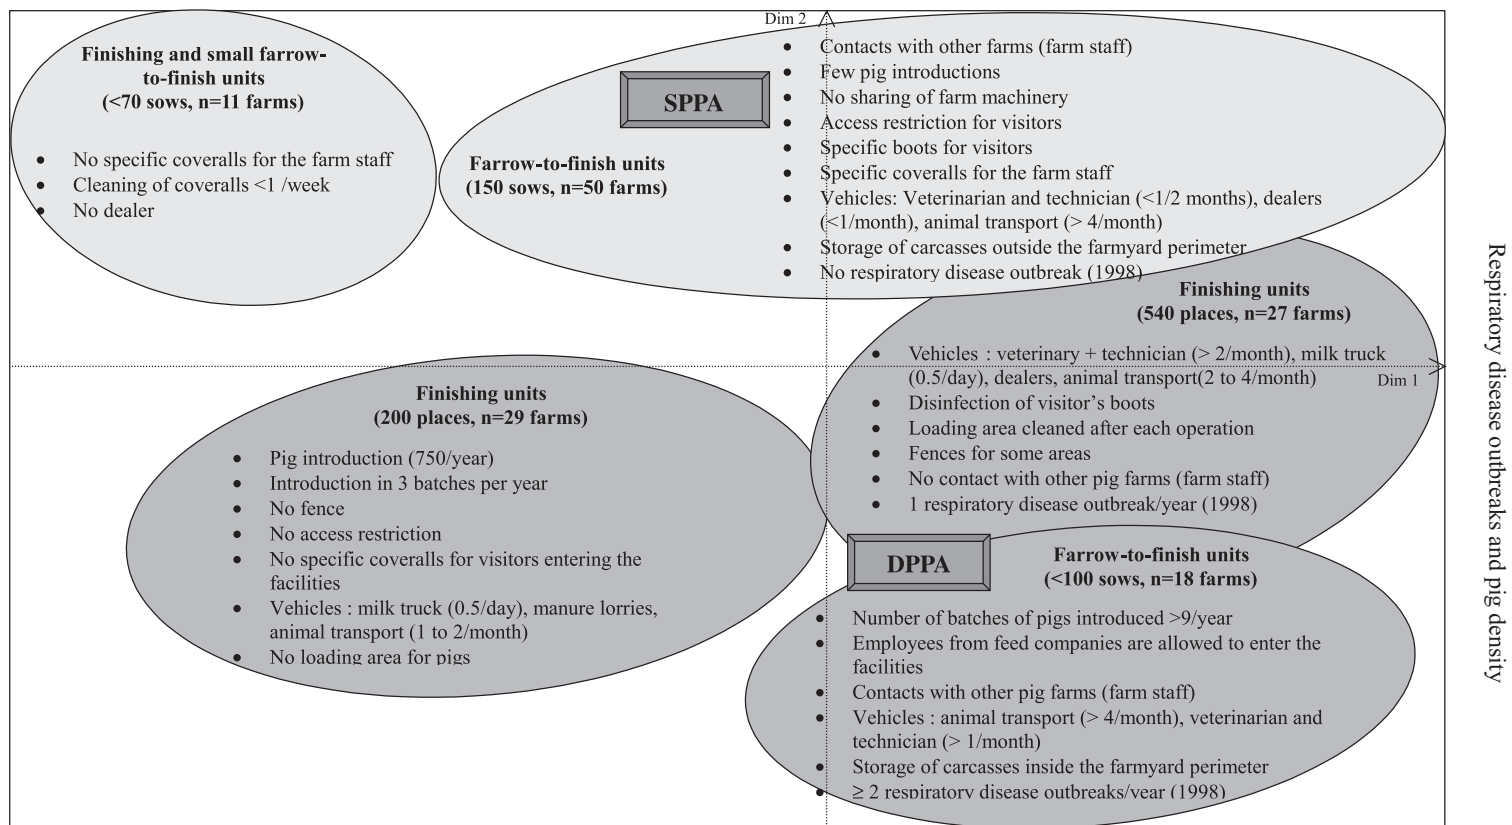 Dim 2
Finishing and small farrow-
to-finish units
(<70 sows, n=11 farms)
• No specific coveralls for the farm staff
• Cleaning of coveralls <1 /week
• No dealer
SPPA
Farrow-to-finish units
(150 sows, n=50 farms)
• Contacts with other farms (farm staff)
• Few pig introductions
• No sharing of farm machinery
• Access restriction for visitors
• Specific boots for visitors
• Specific coveralls for the farm staff
• Vehicles: Veterinarian and technician (<1/2 months), dealers
(<1/month), animal transport (> 4/month)
• Storage of carcasses outside the farmyard perimeter
• No respiratory disease outbreak (1998)
Finishing units
(540 places, n=27 farms)
• Vehicles : veterinary + technician (> 2/month), milk truck
(0.5/day), dealers, animal transport(2 to 4/month)
• Disinfection of visitor's boots
• Loading area cleaned after each operation
• Fences for some areas
• No contact with other pig farms (farm staff)
• 1 respiratory disease outbreak/year (1998)
Dim 1
Finishing units
(200 places, n=29 farms)
• Pig introduction (750/year)
• Introduction in 3 batches per year
• No fence
• No access restriction
• No specific coveralls for visitors entering the
facilities
• Vehicles : milk truck (0.5/day), manure lorries,
animal transport (1 to 2/month)
• No loading area for pigs
DPPA
Farrow-to-finish units
(<100 sows, n=18 farms)
• Number of batches of pigs introduced >9/year
• Employees from feed companies are allowed to enter the
facilities
• Contacts with other pig farms (farm staff)
• Vehicles : animal transport (> 4/month), veterinarian and
technician (> 1/month)
• Storage of carcasses inside the farmyard perimeter
• ≥ 2 respiratory disease outbreaks/year (1998)
Respiratory disease outbreaks and pig density